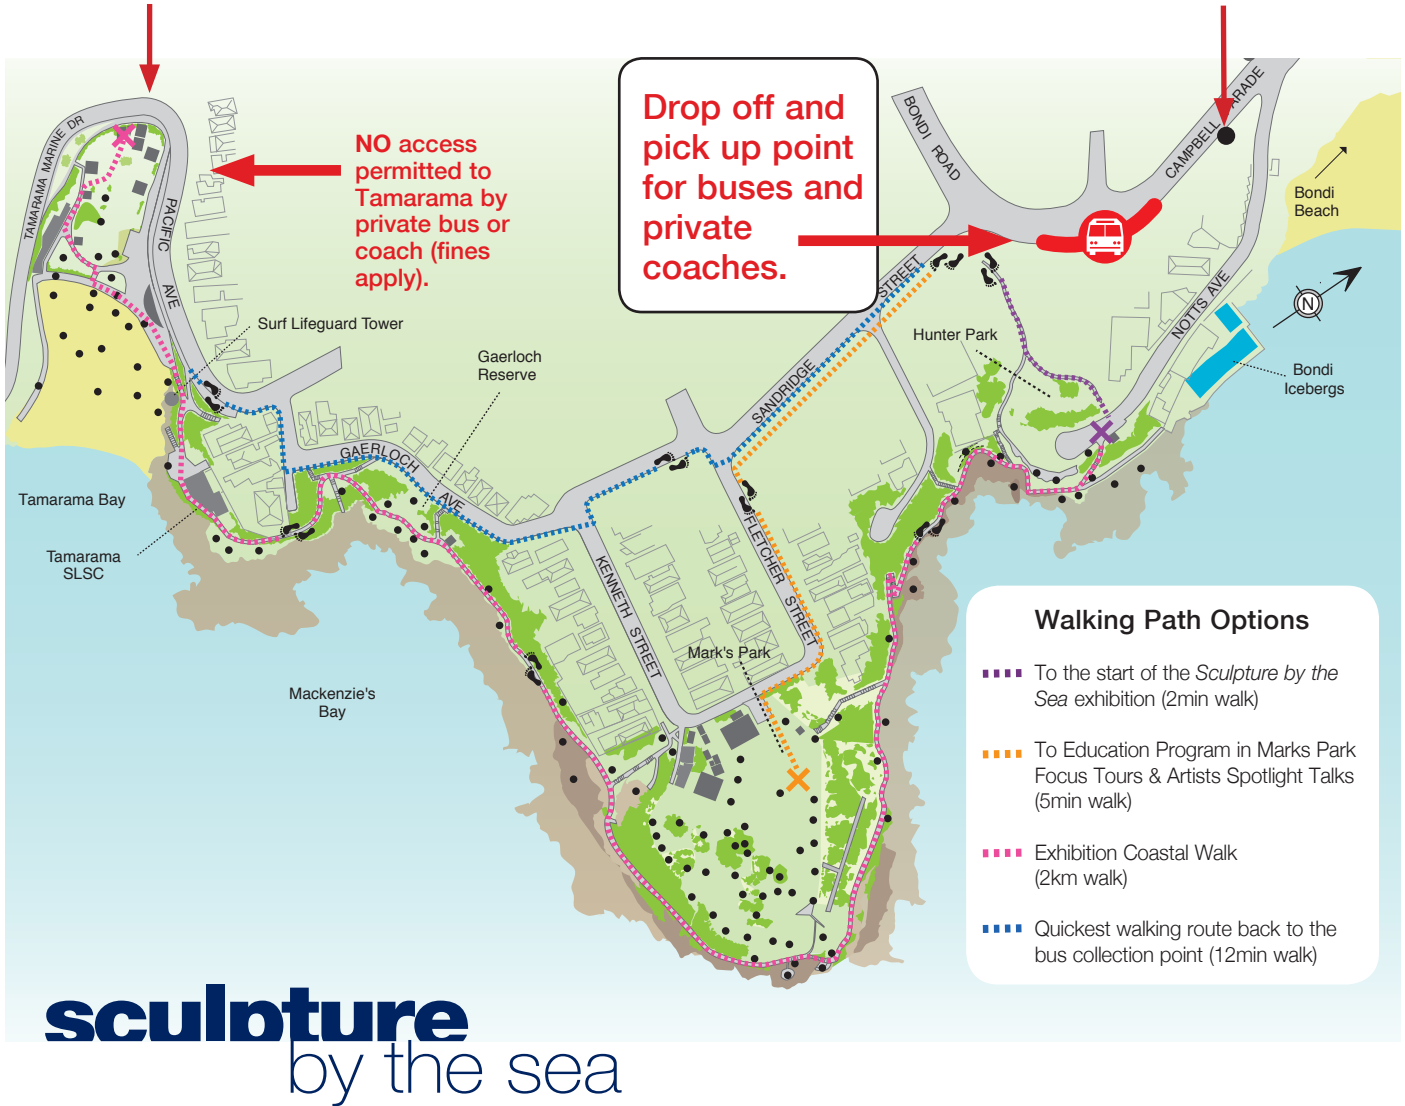 TAMARAMA MARINE DR
PACIFIC
AVE
NO access
permitted to
Tamarama by
private bus or
coach (fines
apply).
Drop off and
pick up point
for buses and
private
coaches.
BONDI ROAD
CAMPBELL
ARADE
Bondi
Beach
NOTTS AVE
N
Bondi
Icebergs
Hunter Park
STREET
SANDRIDGE
Surf Lifeguard Tower
Gaerloch
Reserve
GAERLOCH
AVE
Tamarama Bay
Tamarama
SLSC
KENNETH STREET
FLETCHER STREET
Mark's Park
Mackenzie's
Bay
Walking Path Options
To the start of the Sculpture by the
Sea exhibition (2min walk)
To Education Program in Marks Park
Focus Tours & Artists Spotlight Talks
(5min walk)
Exhibition Coastal Walk
(2km walk)
Quickest walking route back to the
bus collection point (12min walk)
sculpture
by the sea